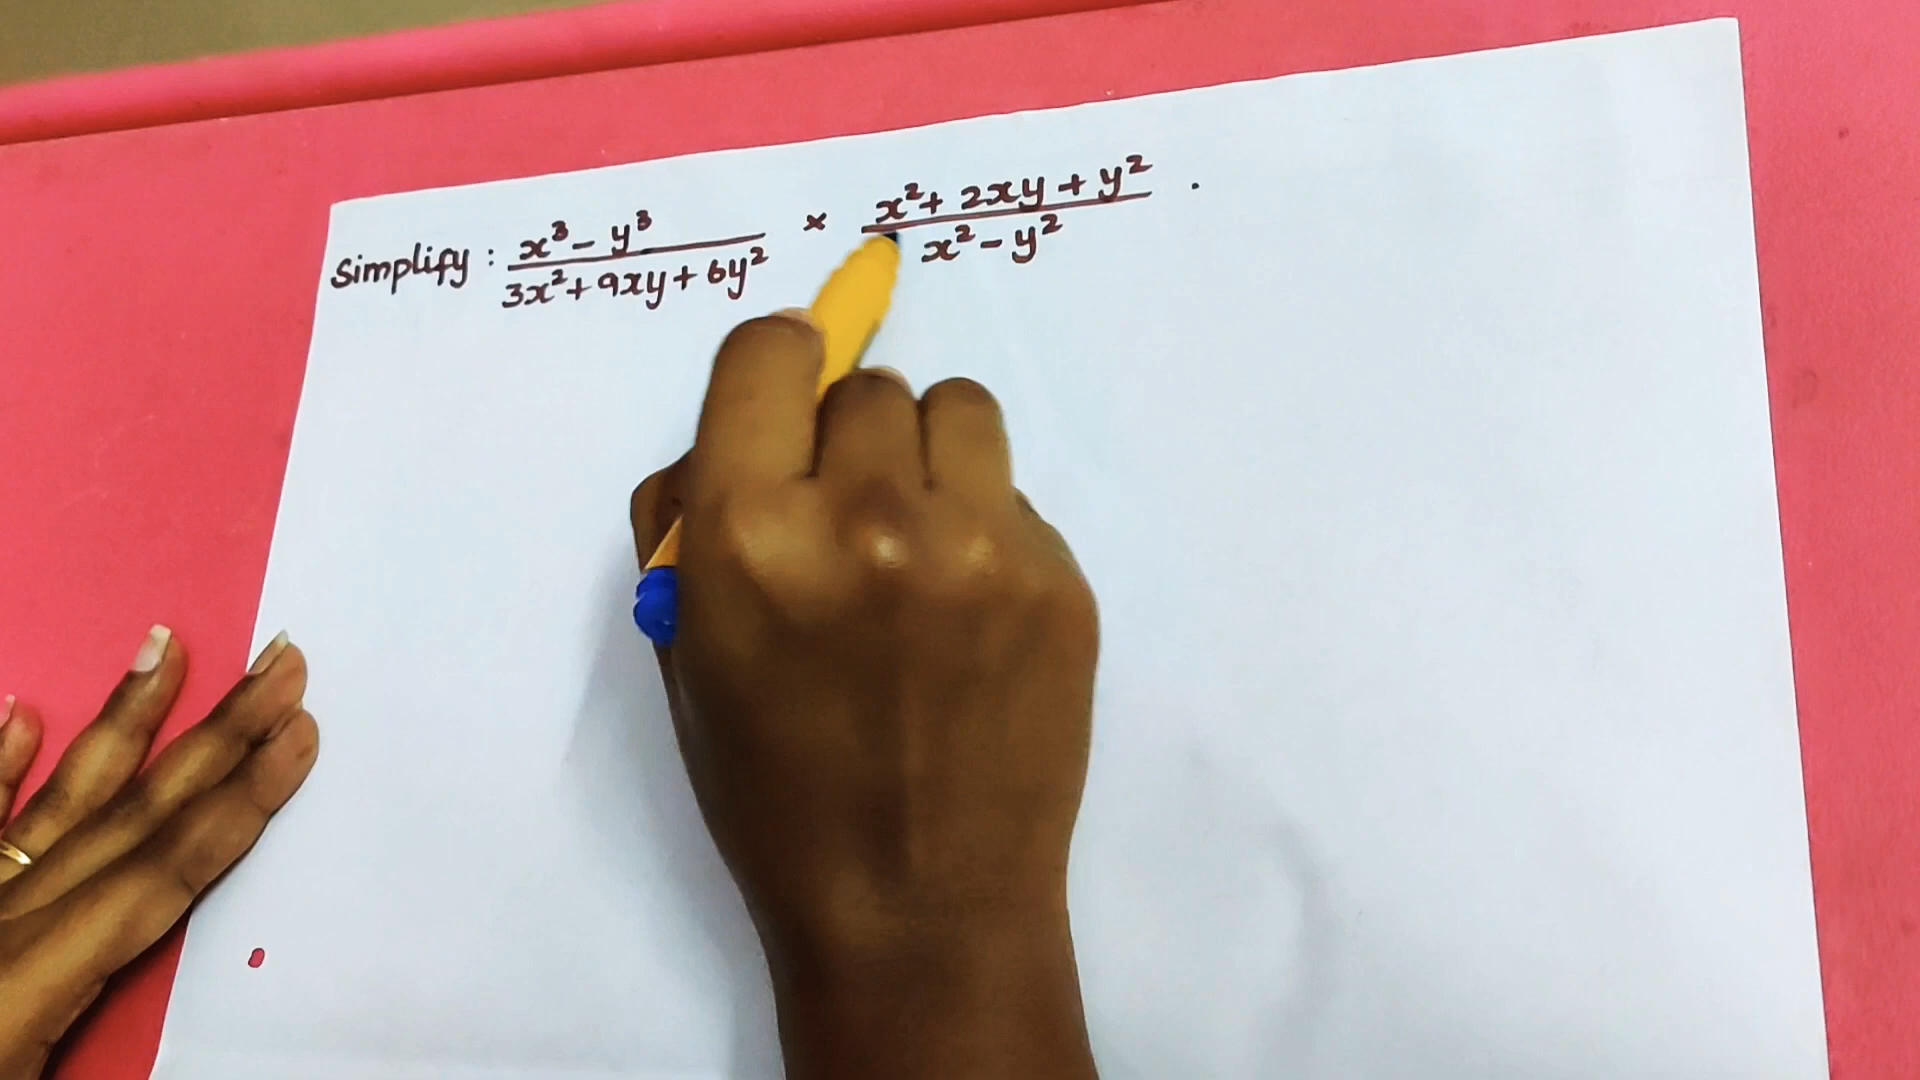 Simplify : x³ - y³ / 3x² + 9xy + 6y² × x² + 2xy + y² / x² - y² .